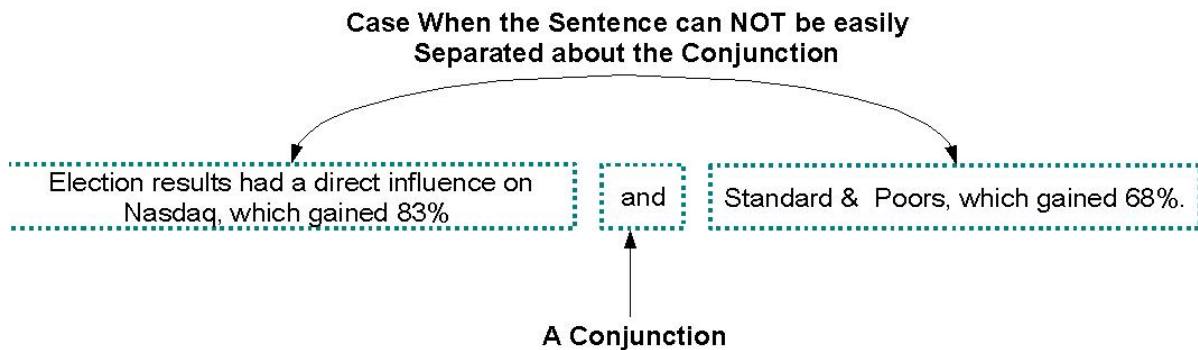 Case When the Sentence can NOT be easily
Separated about the Conjunction
Election results had a direct influence on
Nasdaq, which gained 83%
and
Standard & Poors, which gained 68%.
A Conjunction